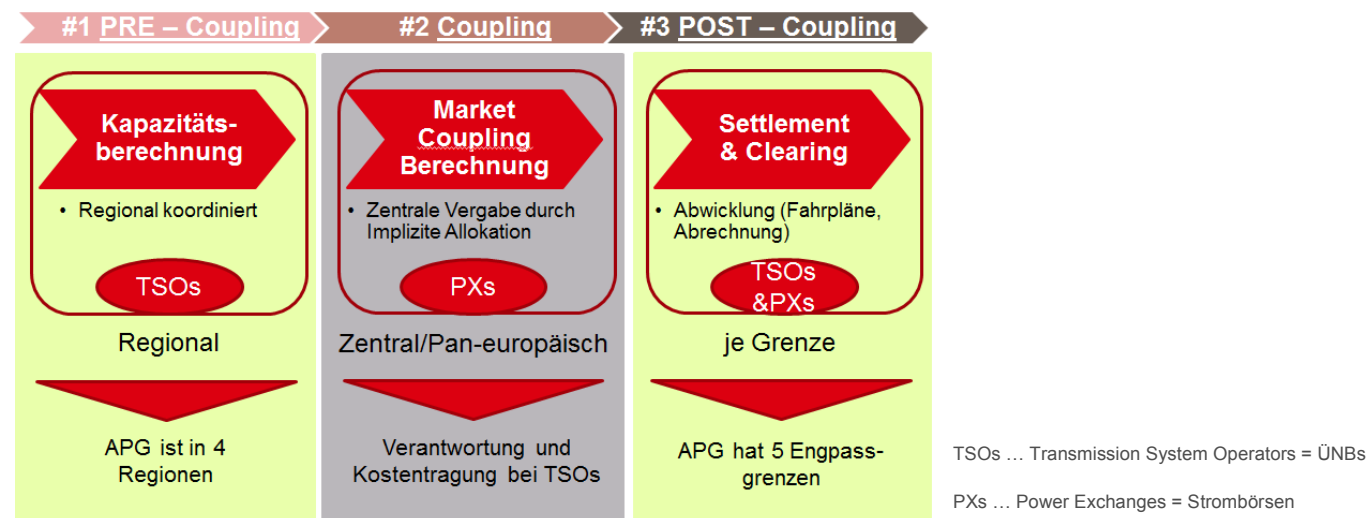 #1 PRE – Coupling
#2 Coupling
#3 POST – Coupling
Kapazitäts-
berechnung
• Regional koordiniert
TSOs
Regional
APG ist in 4
Regionen
Market
Coupling
Berechnung
• Zentrale Vergabe durch
Implizite Allokation
PXs
Zentral/Pan-europäisch
Verantwortung und
Kostentragung bei TSOs
Settlement
& Clearing
• Abwicklung (Fahrpläne,
Abrechnung)
TSOs
&PXs
je Grenze
APG hat 5 Engpass-
grenzen
TSOs … Transmission System Operators = ÜNBs
PXs … Power Exchanges = Strombörsen